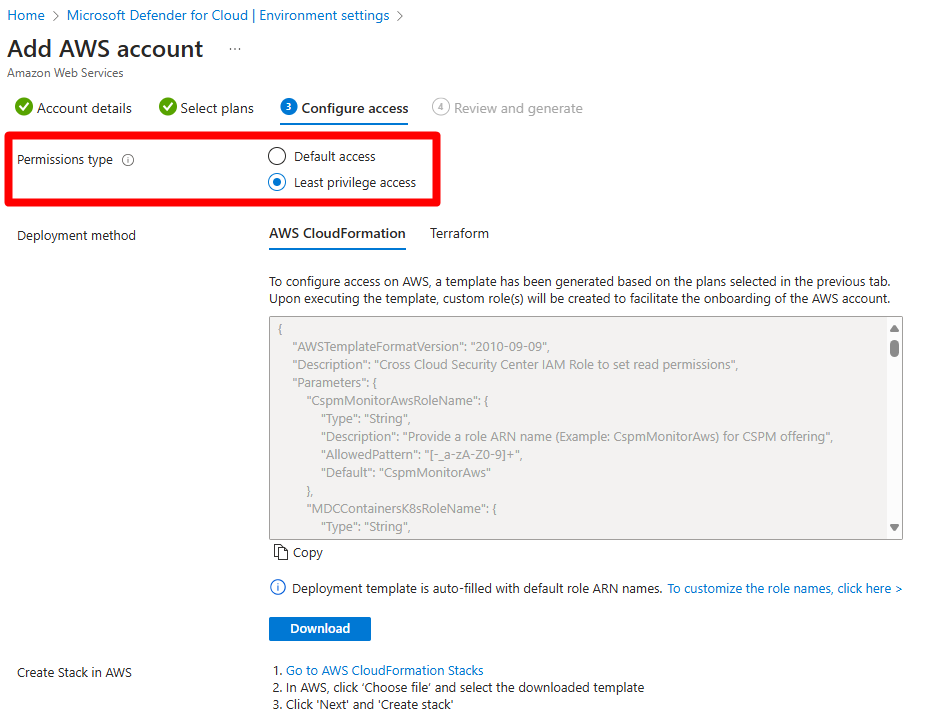 Home > Microsoft Defender for Cloud | Environment settings >
Add AWS account ...
Amazon Web Services
Account details Select plans 3 Configure access 4 Review and generate
Permissions type Default access
Least privilege access
Deployment method AWS CloudFormation Terraform
To configure access on AWS, a template has been generated based on the plans selected in the previous tab.
Upon executing the template, custom role(s) will be created to facilitate the onboarding of the AWS account.
{
"AWSTemplateFormatVersion": "2010-09-09",
"Description": "Cross Cloud Security Center IAM Role to set read permissions",
"Parameters": {
"CspmMonitorAwsRoleName": {
"Type": "String",
"Description": "Provide a role ARN name (Example: CspmMonitorAws) for CSPM offering",
"AllowedPattern": "[-_a-zA-Z0-9]+",
"Default": "CspmMonitorAws"
},
"MDCContainersK8sRoleName": {
"Type": "String",
Copy
Deployment template is auto-filled with default role ARN names. To customize the role names, click here >
Download
Create Stack in AWS 1. Go to AWS CloudFormation Stacks
2. In AWS, click 'Choose file' and select the downloaded template
3. Click 'Next' and 'Create stack'